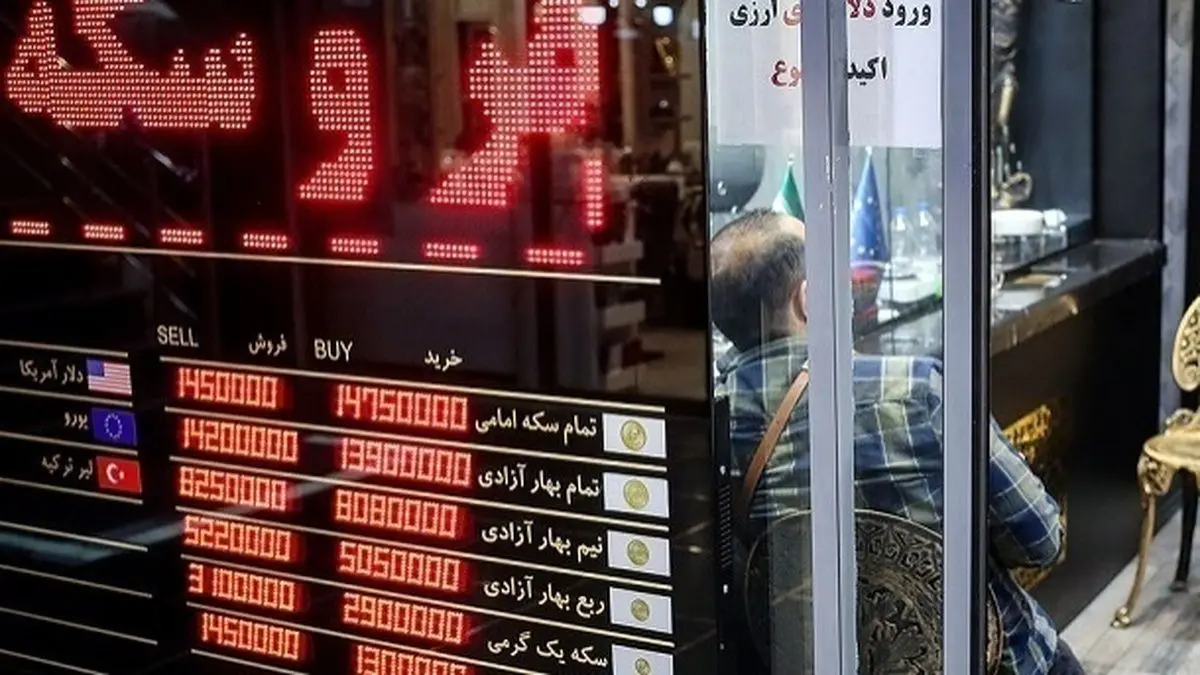 و سکه
ورود ارزی
SELL فروش BUY خرید
دلار آمریکا
یورو
لیر ترکیه
1450000 14750000 تمام سکه امامی
14200000 13900000 تمام بهار آزادی
8250000 8080000 نیم بهار آزادی
5220000 5050000 ربع بهار آزادی
3100000 2900000 سکه یک گرمی
1450000